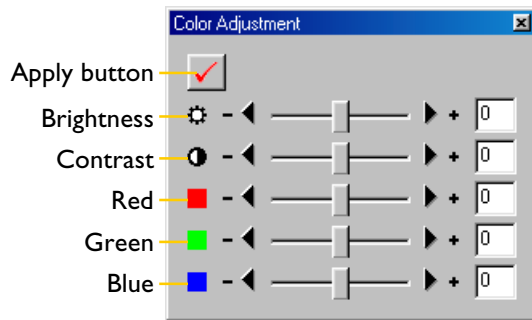 Color Adjustment
Apply button
Brightness - + 0
Contrast - + 0
Red - + 0
Green - + 0
Blue - + 0